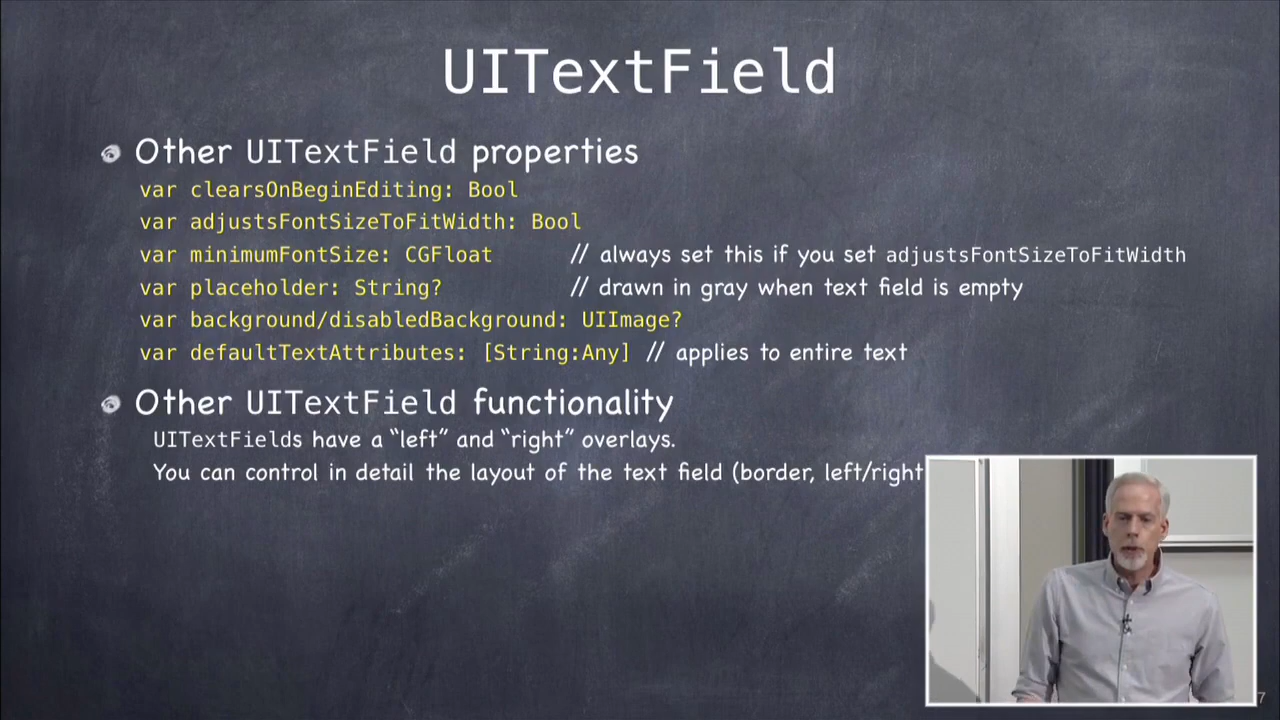 UITextField
Other UITextField properties
var clearsOnBeginEditing: Bool
var adjustsFontSizeToFitWidth: Bool
var minimumFontSize: CGFloat // always set this if you set adjustsFontSizeToFitWidth
var placeholder: String? // drawn in gray when text field is empty
var background/disabledBackground: UIImage?
var defaultTextAttributes: [String:Any] // applies to entire text
Other UITextField functionality
UITextFields have a “left” and “right” overlays.
You can control in detail the layout of the text field (border, left/right